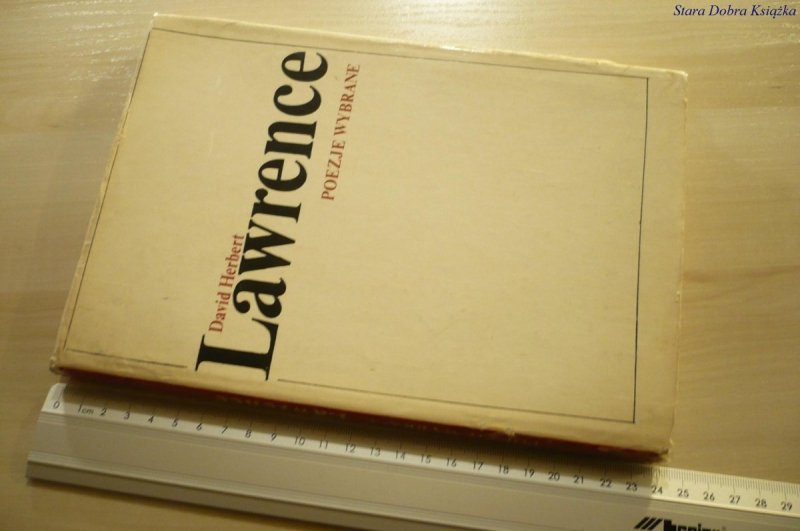 Stara Dobra Książka
David Herbert
Lawrence
POEZJE WYBRANE
0 1cm 2 3 4 5 6 7 8 9 10 11 12 13 14 15 16 17 18 19 20 21 22 23 24 25 26 27 28 29